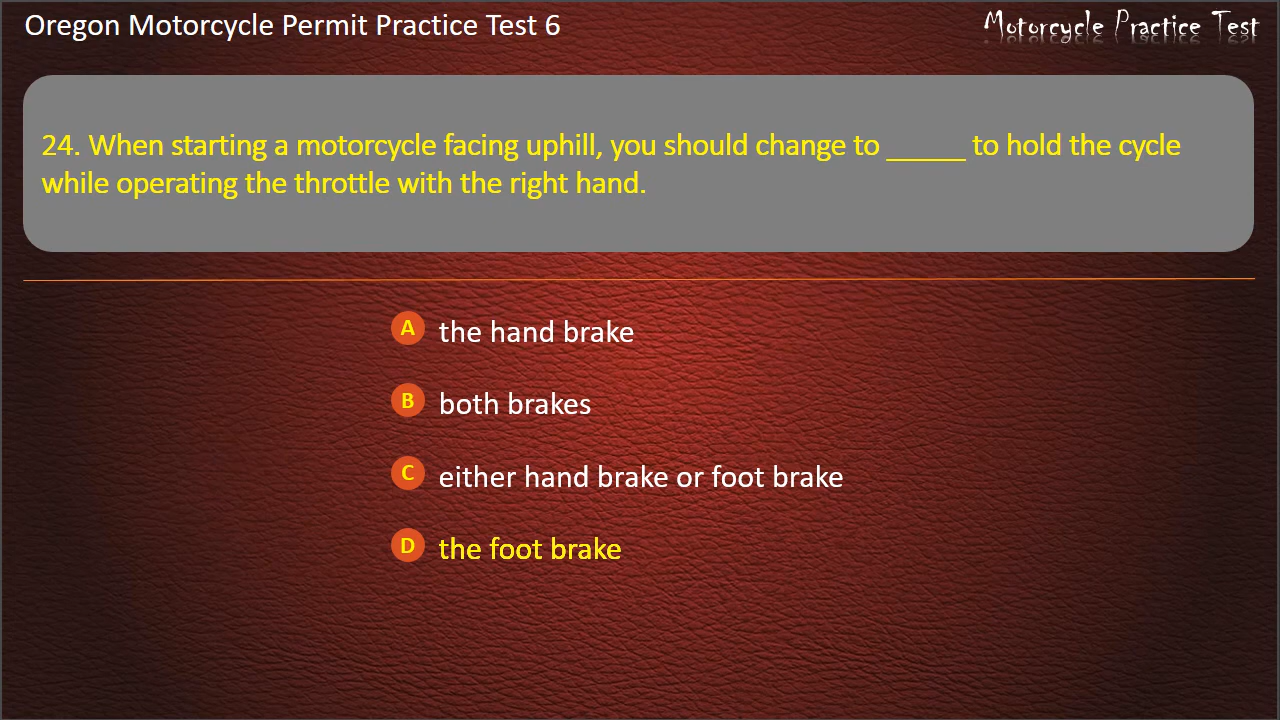 Oregon Motorcycle Permit Practice Test 6
Motorcycle Practice Test
24. When starting a motorcycle facing uphill, you should change to _____ to hold the cycle
while operating the throttle with the right hand.
A the hand brake
B both brakes
C either hand brake or foot brake
D the foot brake